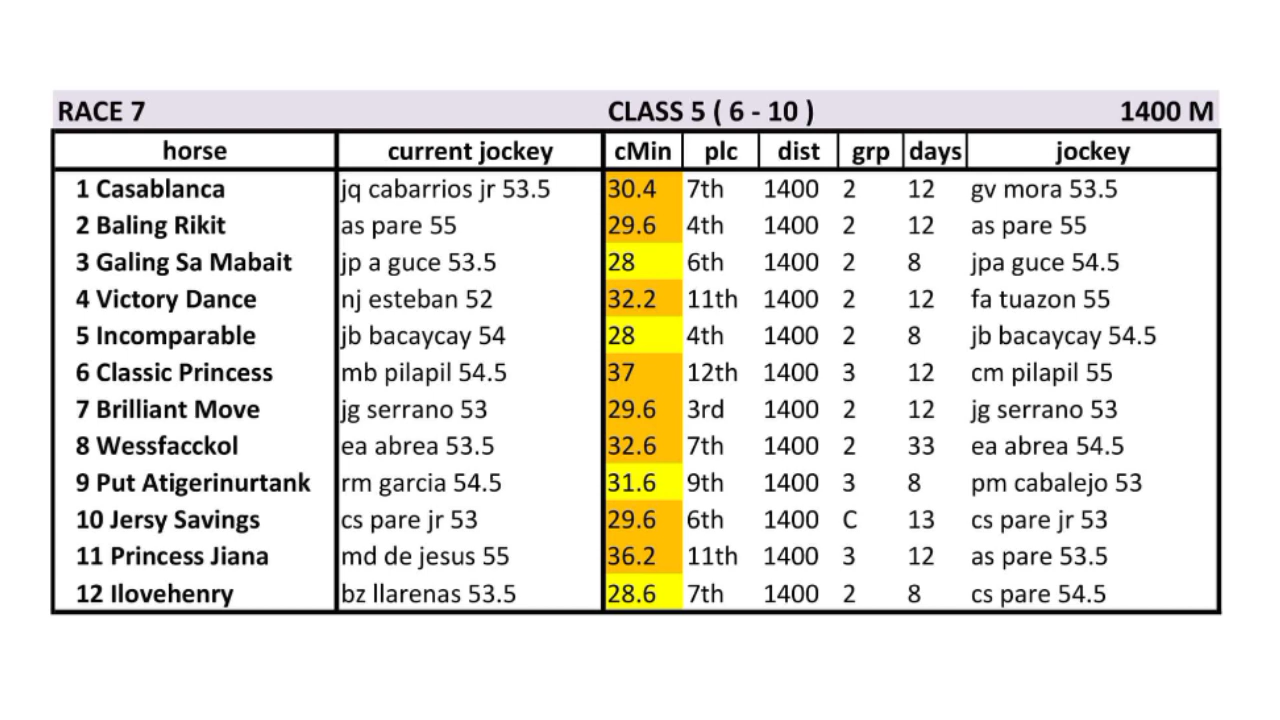 RACE 7 CLASS 5 ( 6 - 10 ) 1400 M
horse current jockey cMin plc dist grp days jockey
1 Casablanca jq cabarrios jr 53.5 30.4 7th 1400 2 12 gv mora 53.5
2 Baling Rikit as pare 55 29.6 4th 1400 2 12 as pare 55
3 Galing Sa Mabait jp a guce 53.5 28 6th 1400 2 8 jpa guce 54.5
4 Victory Dance nj esteban 52 32.2 11th 1400 2 12 fa tuazon 55
5 Incomparable jb bacaycay 54 28 4th 1400 2 8 jb bacaycay 54.5
6 Classic Princess mb pilapil 54.5 37 12th 1400 3 12 cm pilapil 55
7 Brilliant Move jg serrano 53 29.6 3rd 1400 2 12 jg serrano 53
8 Wessfacckol ea abrea 53.5 32.6 7th 1400 2 33 ea abrea 54.5
9 Put Atigerinurtank rm garcia 54.5 31.6 9th 1400 3 8 pm cabalejo 53
10 Jersy Savings cs pare jr 53 29.6 6th 1400 C 13 cs pare jr 53
11 Princess Jiana md de jesus 55 36.2 11th 1400 3 12 as pare 53.5
12 Ilovehenry bz llarenas 53.5 28.6 7th 1400 2 8 cs pare 54.5